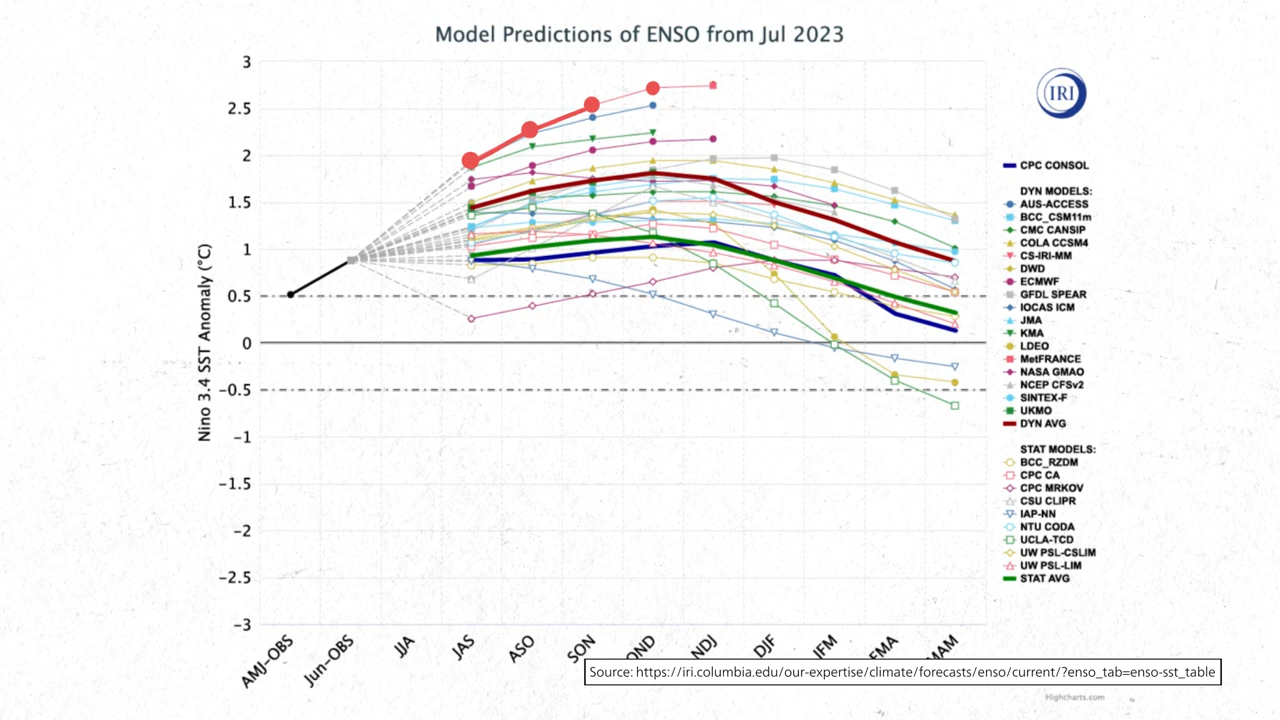 Model Predictions of ENSO from Jul 2023
IRI
Nino 3.4 SST Anomaly (°C)
3
2.5
2
1.5
1
0.5
0
−0.5
−1
−1.5
−2
−2.5
−3
AMJ-OBS
Jun-OBS
JJA
JAS
ASO
SON
OND
NDJ
DJF
JFM
FMA
MAM
CPC CONSOL
DYN MODELS:
AUS-ACCESS
BCC_CSM11m
CMC CANSIP
COLA CCSM4
CS-IRI-MM
DWD
ECMWF
GFDL SPEAR
IOCAS ICM
JMA
KMA
LDEO
MetFRANCE
NASA GMAO
NCEP CFSv2
SINTEX-F
UKMO
DYN AVG
STAT MODELS:
BCC_RZDM
CPC CA
CPC MRKOV
CSU CLIPR
IAP-NN
NTU CODA
UCLA-TCD
UW PSL-CSLIM
UW PSL-LIM
STAT AVG
Source: https://iri.columbia.edu/our-expertise/climate/forecasts/enso/current/?enso_tab=enso-sst_table
Highcharts.com